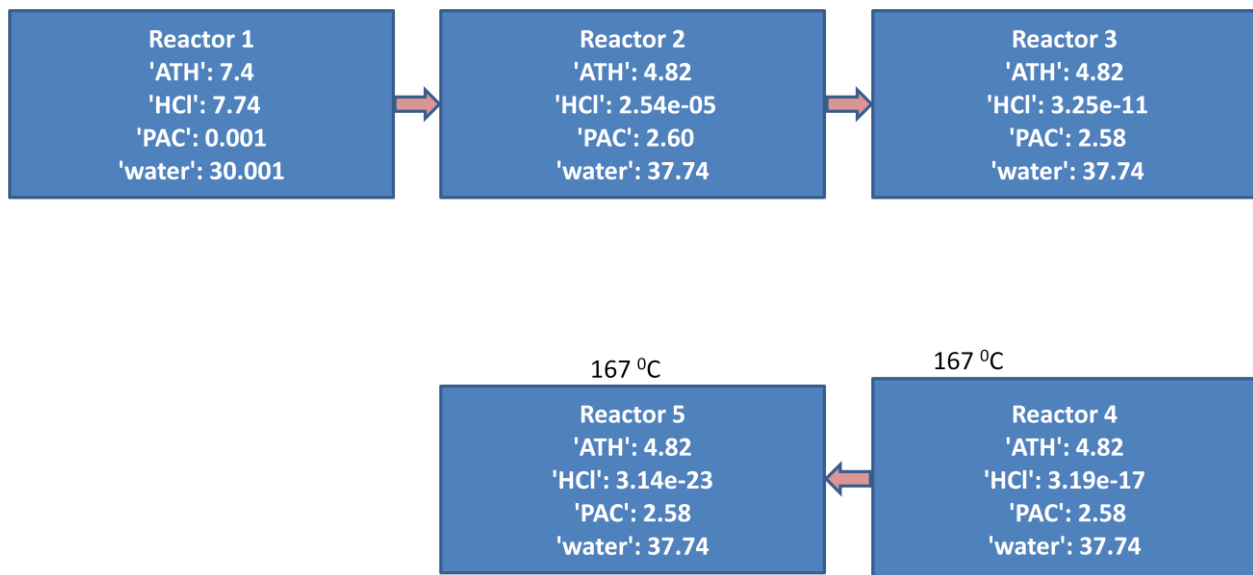 Reactor 1
'ATH': 7.4
'HCl': 7.74
'PAC': 0.001
'water': 30.001
Reactor 2
'ATH': 4.82
'HCl': 2.54e-05
'PAC': 2.60
'water': 37.74
Reactor 3
'ATH': 4.82
'HCl': 3.25e-11
'PAC': 2.58
'water': 37.74
167 ⁰C
Reactor 4
'ATH': 4.82
'HCl': 3.19e-17
'PAC': 2.58
'water': 37.74
167 ⁰C
Reactor 5
'ATH': 4.82
'HCl': 3.14e-23
'PAC': 2.58
'water': 37.74